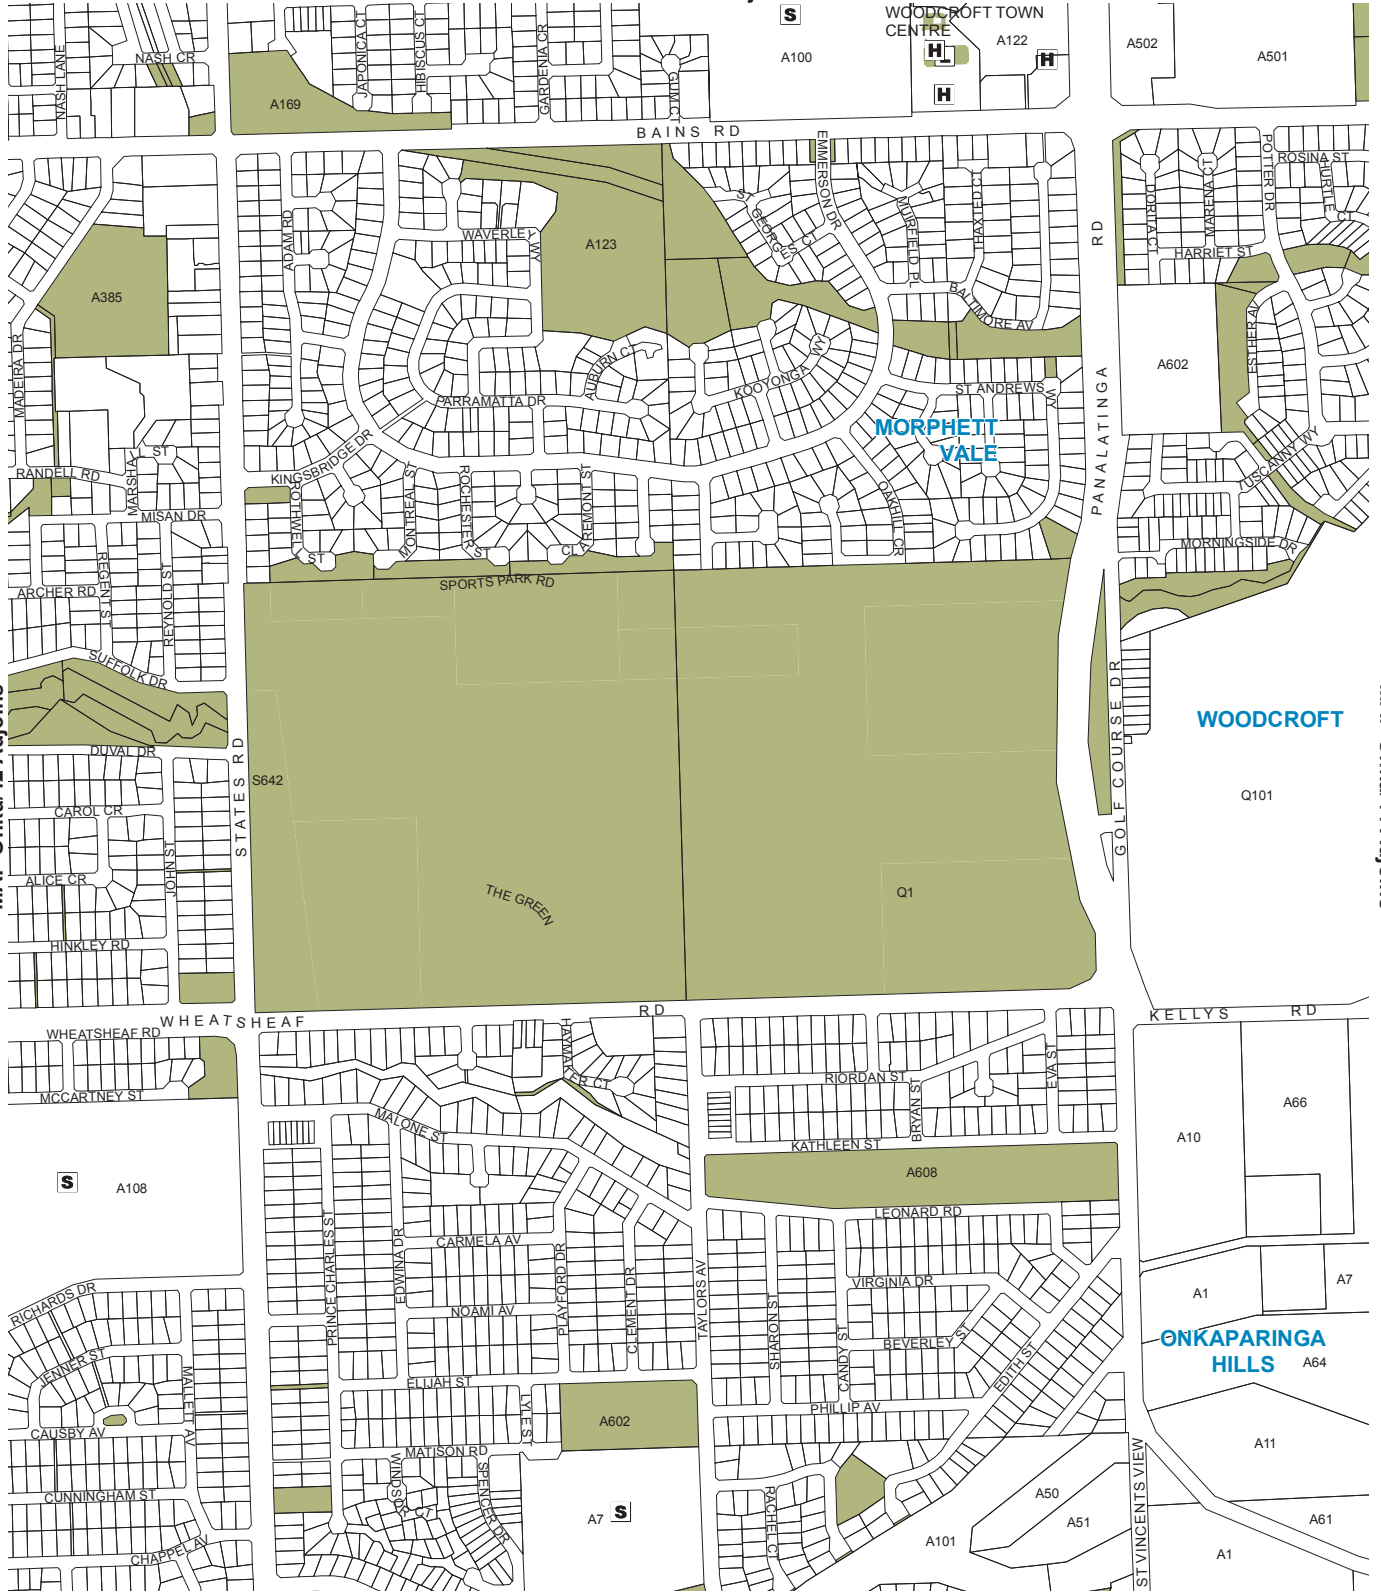 S
WOODCROFT TOWN
CENTRE
A122
A502
A501
A100
H
H
H
NASH LANE
NASH CR
JAPONICA CT
HIBISCUS CT
GARDENIA CR
GUM CT
A169
BAINS RD
EMMERSON DR
POTTER DR
ROSINA ST
DORIA CT
MARENA CT
HURTLE CT
HARRIET ST
ST GEORGES CT
MUIRFIELD PL
THAXTED CT
BALTIMORE AV
ADAM RD
WAVERLEY WY
A123
A385
MADEIRA DR
ESTHER AV
A602
AUBURN CT
KOOYONGA WY
ST ANDREWS WY
PARRAMATTA DR
MORPHETT
VALE
PANALATINGA RD
TUSCANNY WY
RANDELL RD
MARSHALL ST
KINGSBRIDGE DR
ROTHWELL ST
MONTREAL ST
ROCHESTER ST
CLAREMONT ST
OAKHILL CR
MISAN DR
MORNINGSIDE DR
REGENT ST
REYNOLD ST
ARCHER RD
SPORTS PARK RD
SUFFOLK DR
GOLF COURSE DR
WOODCROFT
DUVAL DR
STATES RD
S642
Q101
CAROL CR
JOHN ST
ALICE CR
THE GREEN
Q1
HINKLEY RD
WHEATSHEAF RD
KELLYS RD
WHEATSHEAF RD
HAYMAKER CT
RIORDAN ST
EVA ST
BRYAN ST
MCCARTNEY ST
MALONE ST
KATHLEEN ST
A66
A10
S
A108
A608
LEONARD RD
PRINCE CHARLES ST
EDWINA DR
CARMELA AV
PLAYFORD DR
CLEMENT DR
TAYLORS AV
SHARON ST
CANDY ST
VIRGINIA DR
A7
A1
RICHARDS DR
NOAMI AV
BEVERLEY ST
EDITH ST
ONKAPARINGA
HILLS
A64
JENNER ST
MALLETT AV
ELIJAH ST
LYLE ST
A602
PHILLIP AV
CAUSBY AV
MATISON RD
A11
WINDSOR CT
SPENCER DR
CUNNINGHAM ST
RACHEL C
A50
A51
A7
S
A101
ST VINCENTS VIEW
A61
A1
CHAPPEL AV